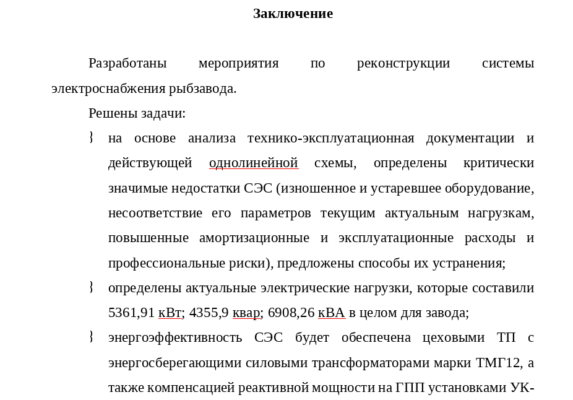 Заключение
Разработаны мероприятия по реконструкции системы
электроснабжения рыбзавода.
Решены задачи:
} на основе анализа технико-эксплуатационная документации и
действующей однолинейной схемы, определены критически
значимые недостатки СЭС (изношенное и устаревшее оборудование,
несоответствие его параметров текущим актуальным нагрузкам,
повышенные амортизационные и эксплуатационные расходы и
профессиональные риски), предложены способы их устранения;
} определены актуальные электрические нагрузки, которые составили
5361,91 кВт; 4355,9 квар; 6908,26 кВА в целом для завода;
} энергоэффективность СЭС будет обеспечена цеховыми ТП с
энергосберегающими силовыми трансформаторами марки ТМГ12, а
также компенсацией реактивной мощности на ГПП установками УК-